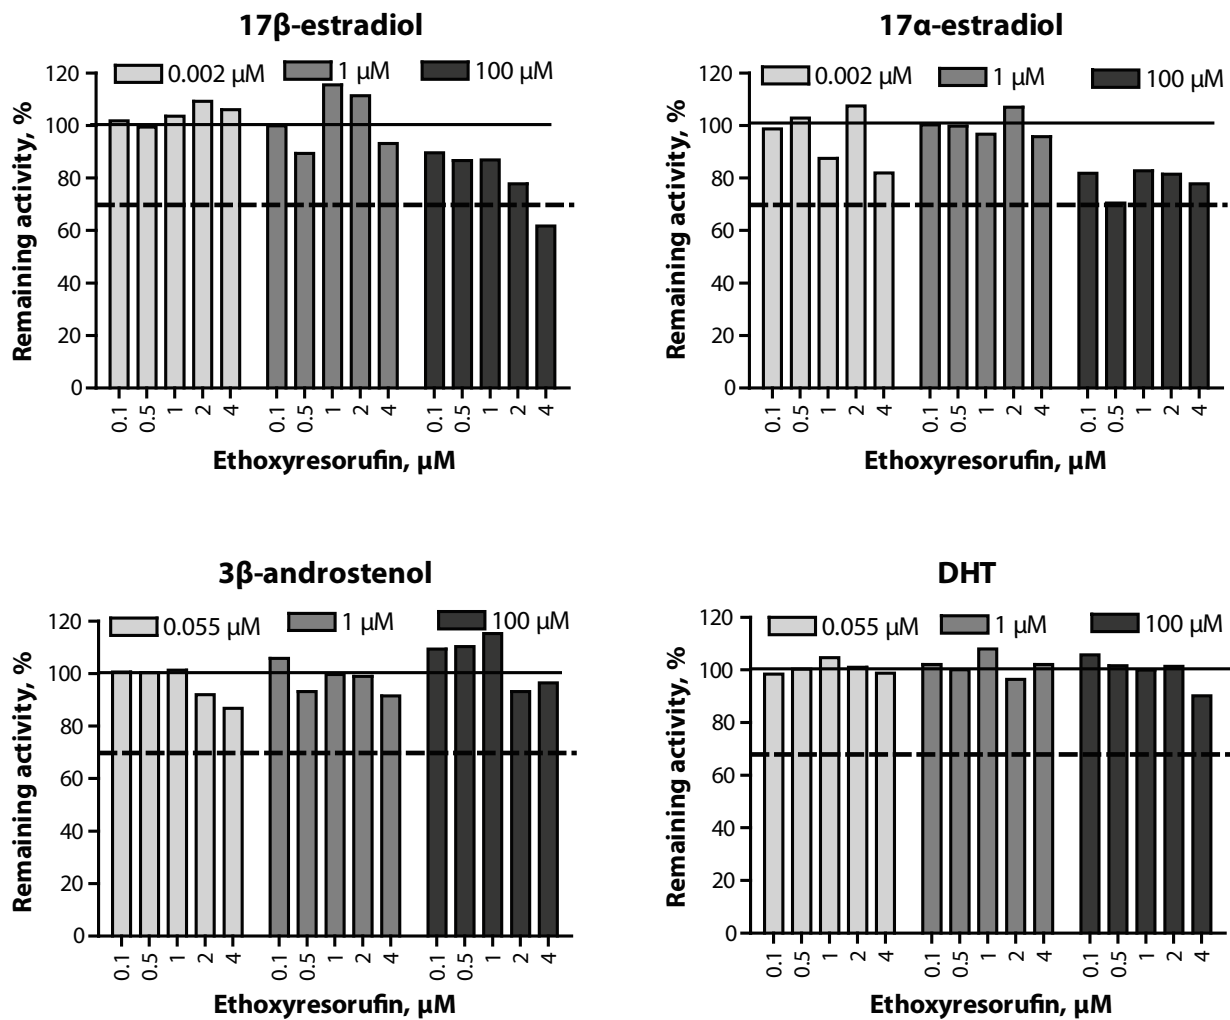 17β-estradiol
0.002 µM 1 µM 100 µM
Remaining activity, %
120
100
80
60
40
20
0
0.1 0.5 1 2 4 0.1 0.5 1 2 4 0.1 0.5 1 2 4
Ethoxyresorufin, µM
17α-estradiol
0.002 µM 1 µM 100 µM
Remaining activity, %
120
100
80
60
40
20
0
0.1 0.5 1 2 4 0.1 0.5 1 2 4 0.1 0.5 1 2 4
Ethoxyresorufin, µM
3β-androstenol
0.055 µM 1 µM 100 µM
Remaining activity, %
120
100
80
60
40
20
0
0.1 0.5 1 2 4 0.1 0.5 1 2 4 0.1 0.5 1 2 4
Ethoxyresorufin, µM
DHT
0.055 µM 1 µM 100 µM
Remaining activity, %
120
100
80
60
40
20
0
0.1 0.5 1 2 4 0.1 0.5 1 2 4 0.1 0.5 1 2 4
Ethoxyresorufin, µM